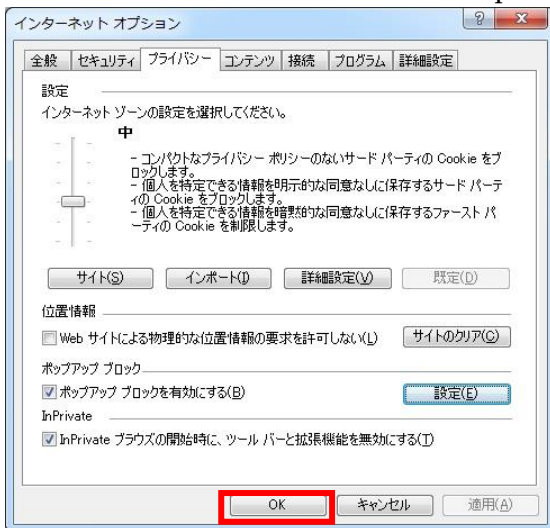 インターネット オプション
全般 セキュリティ プライバシー コンテンツ 接続 プログラム 詳細設定
設定
インターネット ゾーンの設定を選択してください。
中
- コンパクトなプライバシー ポリシーのないサード パーティの Cookie をブ
ロックします。
- 個人を特定できる情報を明示的な同意なしに保存するサード パーテ
ィの Cookie をブロックします。
- 個人を特定できる情報を暗黙的な同意なしに保存するファースト パ
ーティの Cookie を制限します。
サイト(S) インポート(I) 詳細設定(V) 既定(D)
位置情報
Web サイトによる物理的な位置情報の要求を許可しない(L) サイトのクリア(C)
ポップアップ ブロック
ポップアップ ブロックを有効にする(B) 設定(E)
InPrivate
InPrivate ブラウズの開始時に、ツール バーと拡張機能を無効にする(T)
OK キャンセル 適用(A)